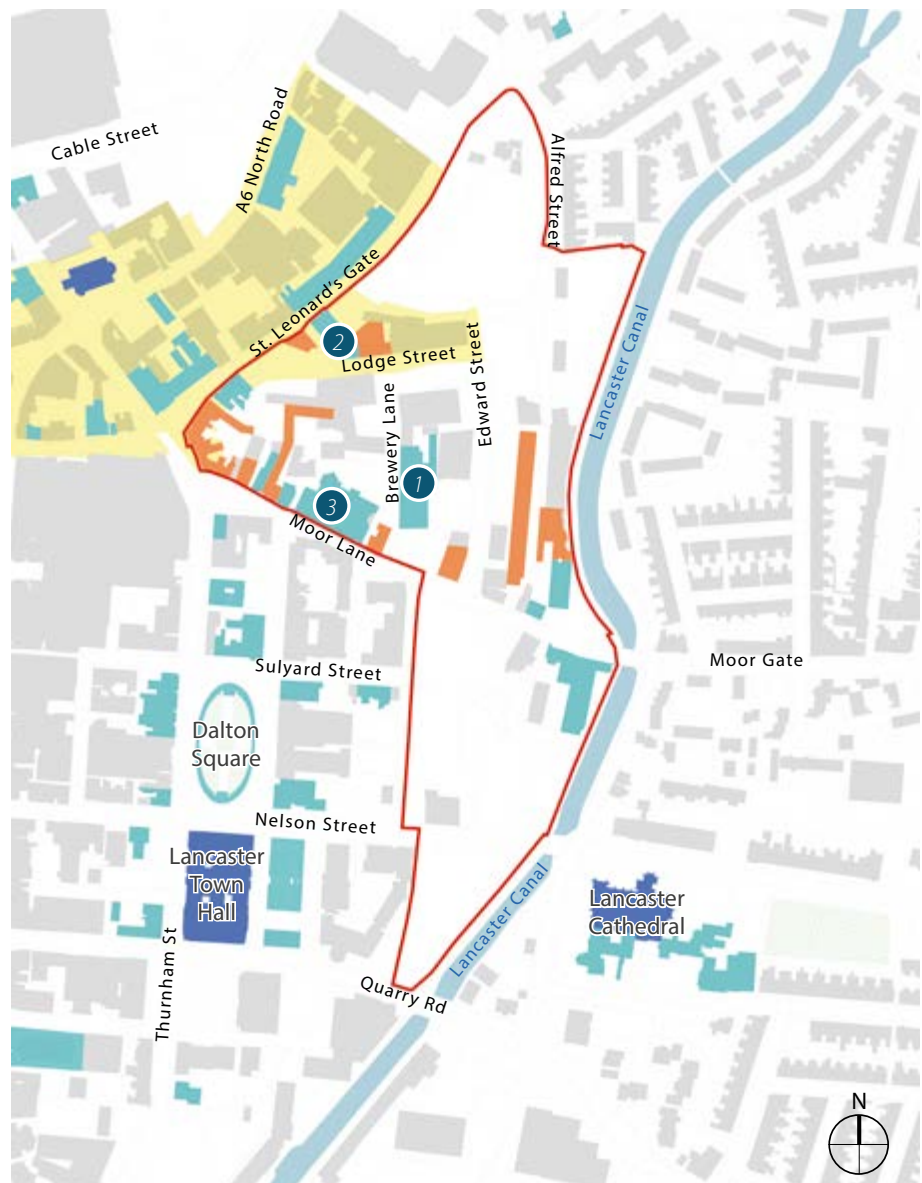 Cable Street
A6 North Road
Alfred Street
St. Leonard's Gate
2
Lodge Street
Edward Street
Lancaster Canal
Brewery Lane
1
3
Moor Lane
Sulyard Street
Moor Gate
Dalton
Square
Nelson Street
Lancaster
Town
Hall
Lancaster
Cathedral
Lancaster Canal
Thurnham St
Quarry Rd
N